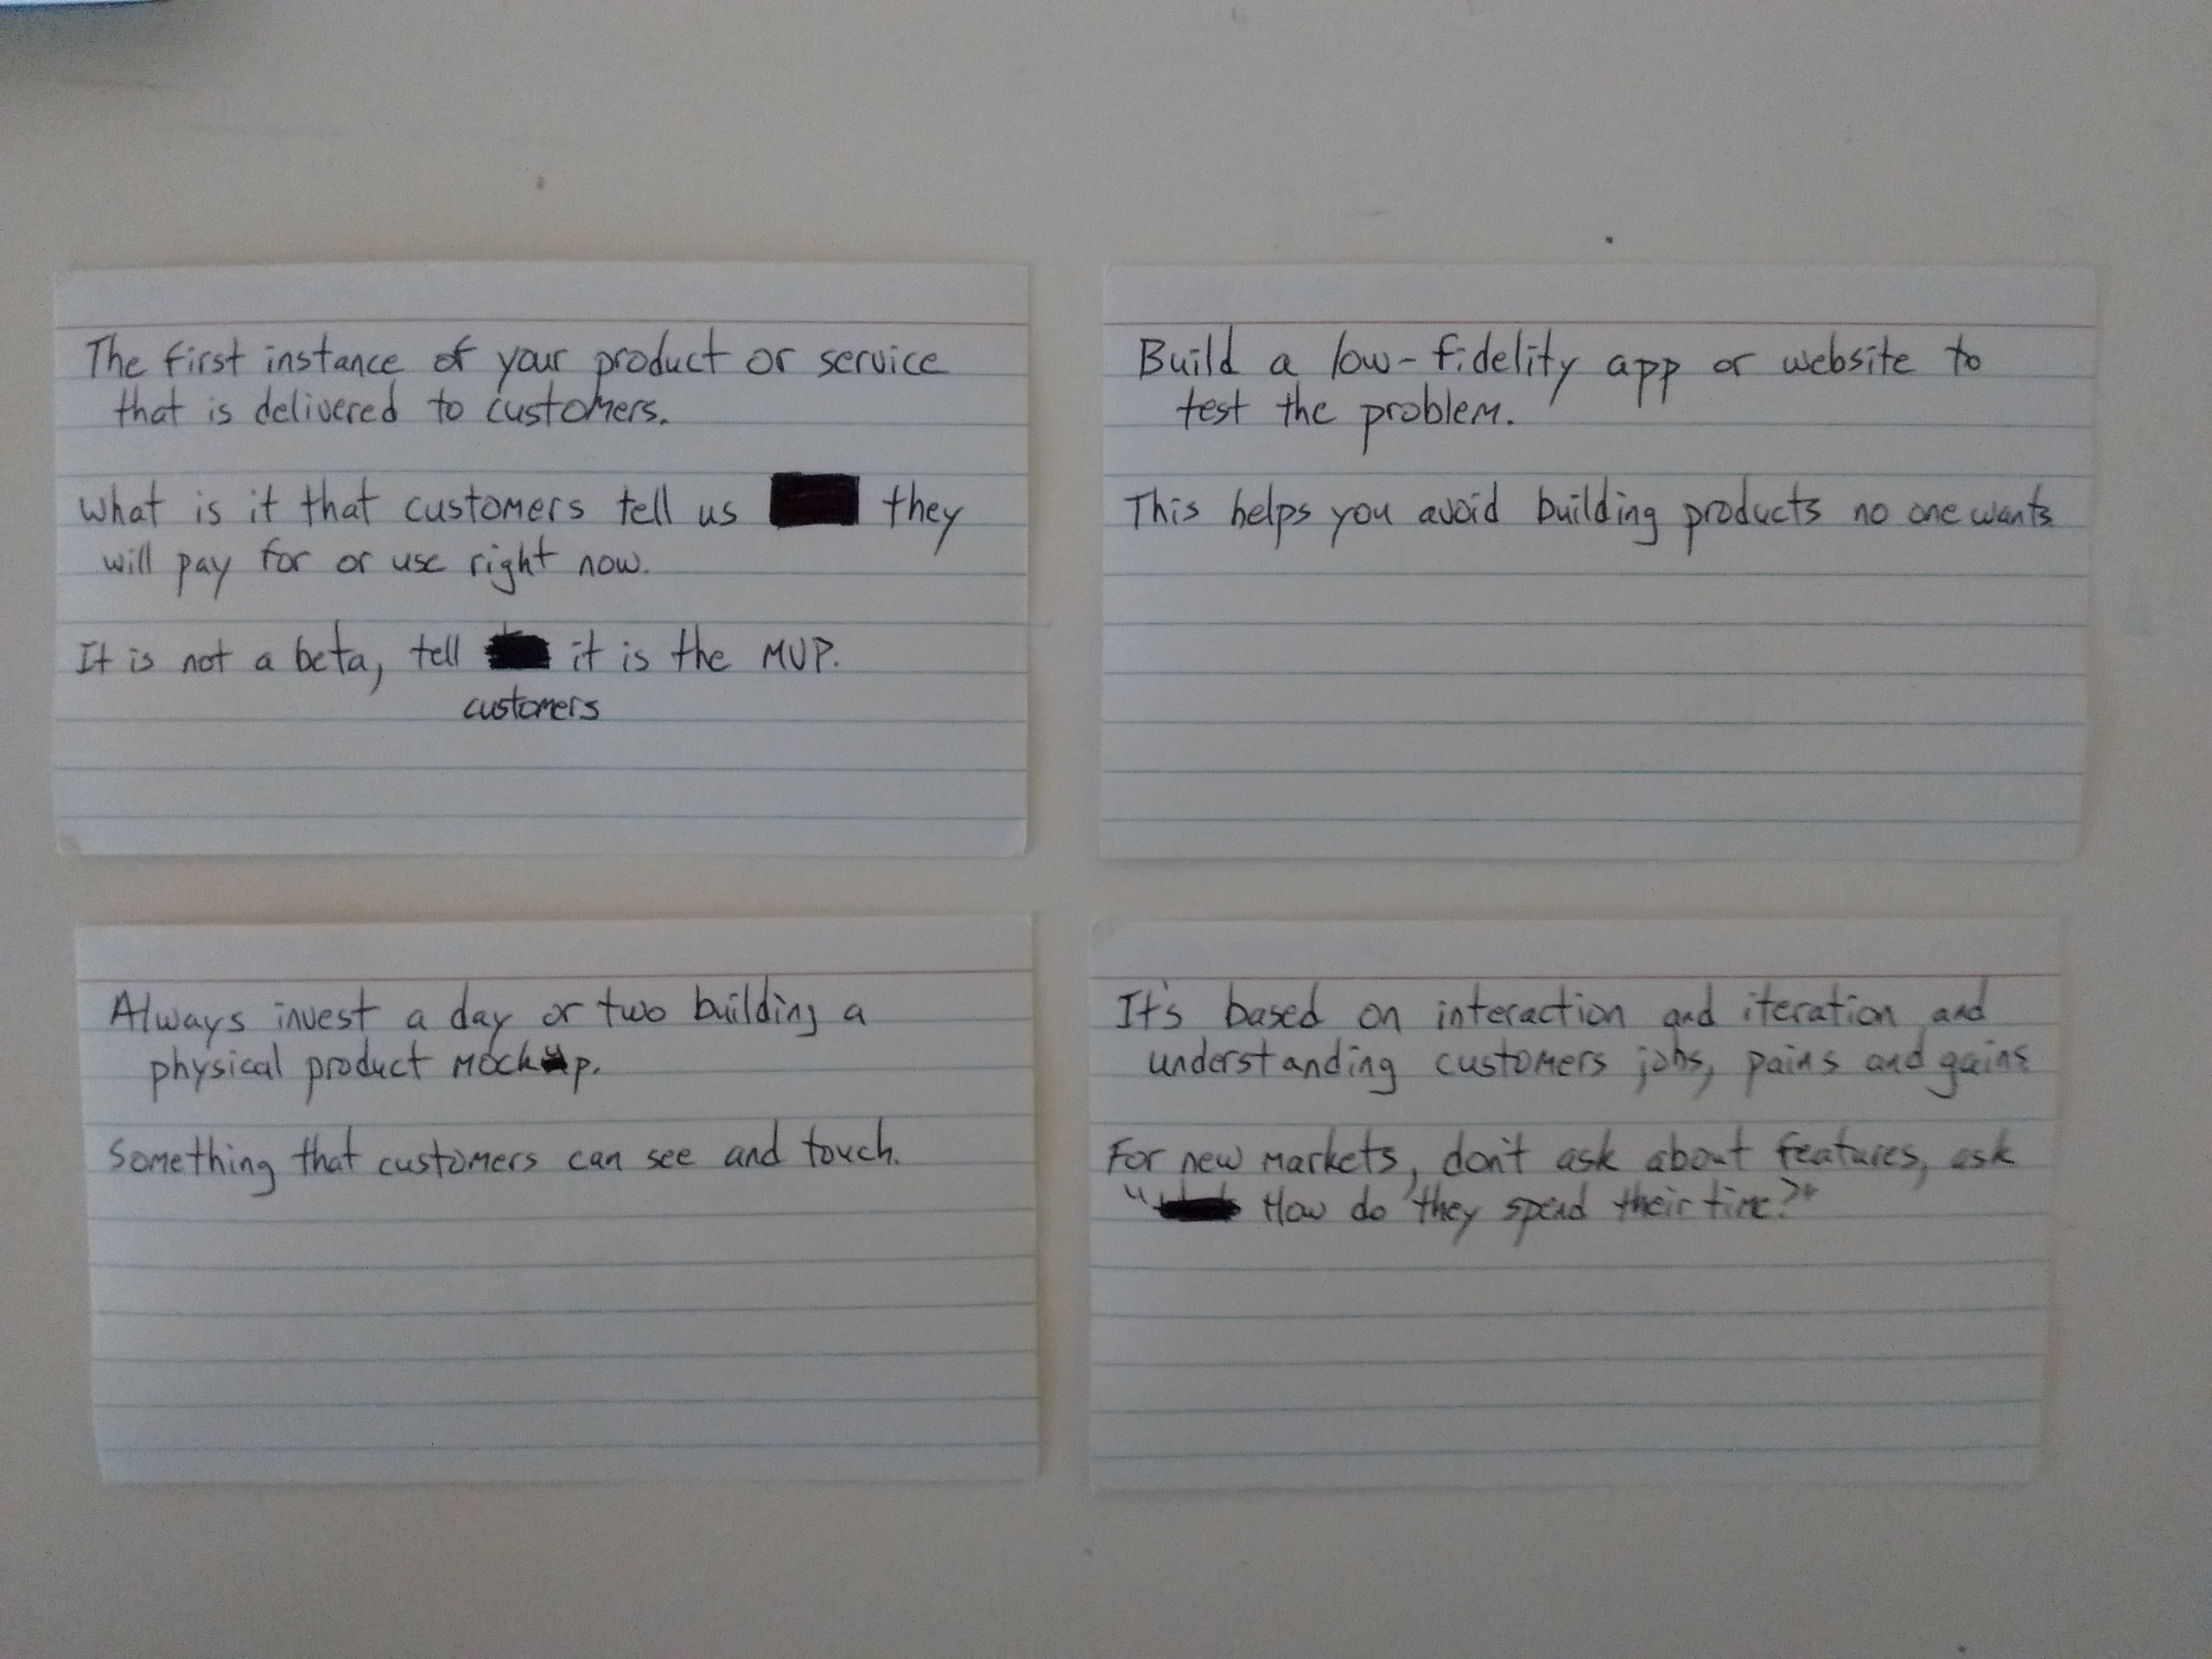 The first instance of your product or service
that is delivered to customers.
What is it that customers tell us they
will pay for or use right now.
It is not a beta, tell it is the MVP.
customers
Build a low-fidelity app or website to
test the problem.
This helps you avoid building products no one wants
Always invest a day or two building a
physical product mockup.
Something that customers can see and touch.
It's based on interaction and iteration and
understanding customers jobs, pains and gains
For new markets, don't ask about features, ask
"How do they spend their time?"